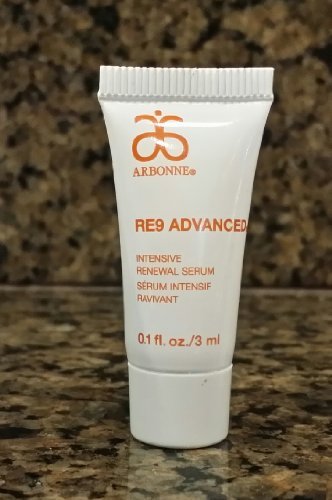 ARBONNE®
RE9 ADVANCED
INTENSIVE
RENEWAL SERUM
SÉRUM INTENSIF
RAVIVANT
0.1 fl. oz./3 ml